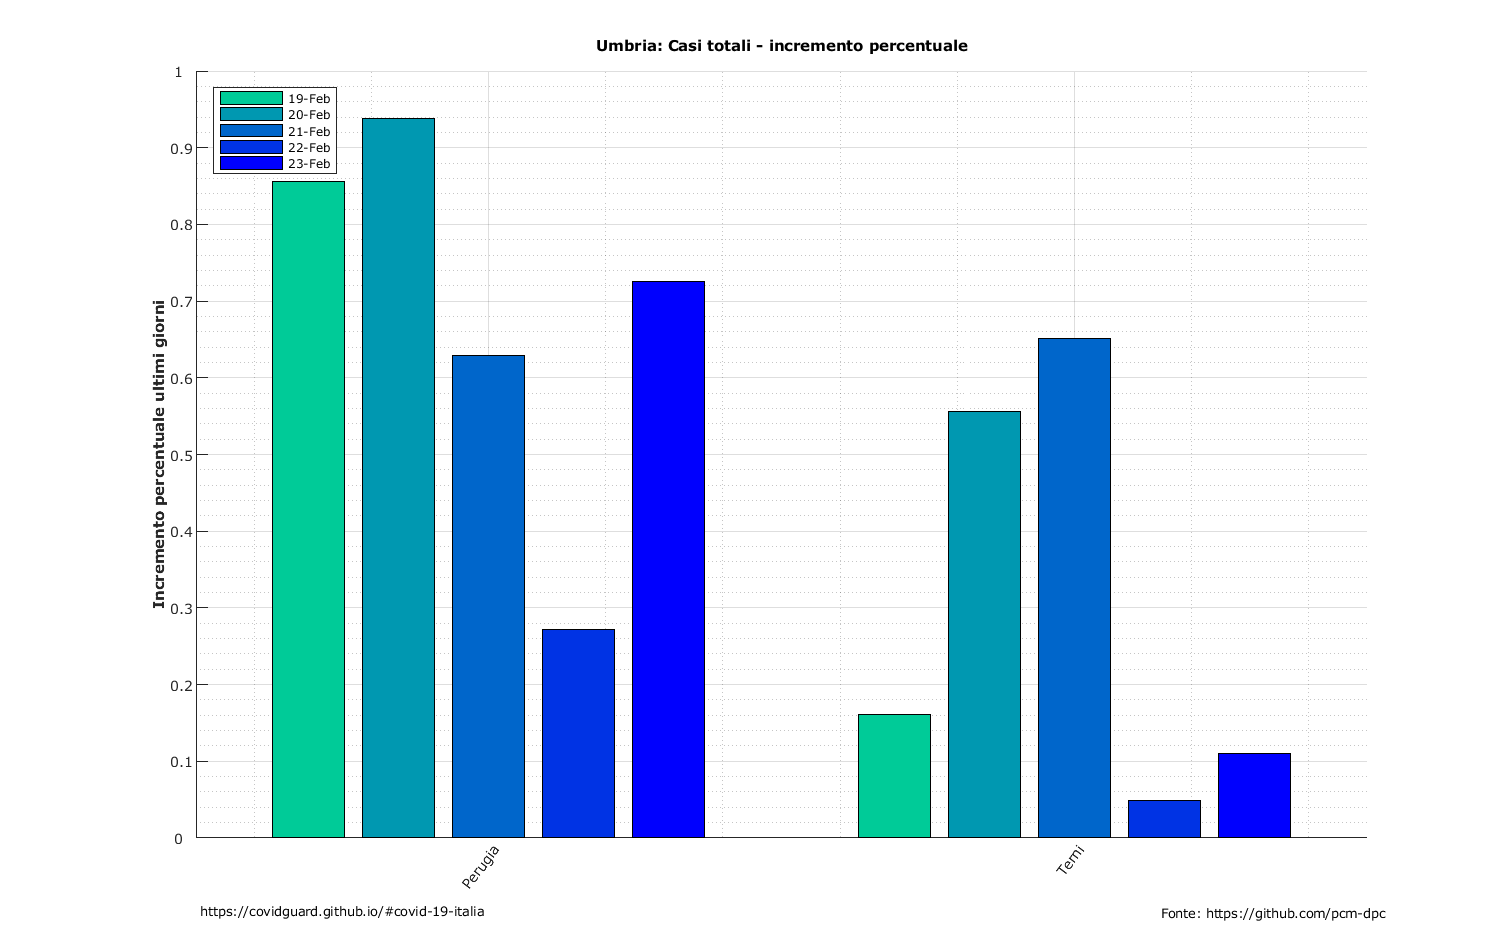 Umbria: Casi totali - incremento percentuale
1
0.9
0.8
0.7
0.6
0.5
0.4
0.3
0.2
0.1
0
Incremento percentuale ultimi giorni
19-Feb
20-Feb
21-Feb
22-Feb
23-Feb
Perugia
Terni
https://covidguard.github.io/#covid-19-italia
Fonte: https://github.com/pcm-dpc